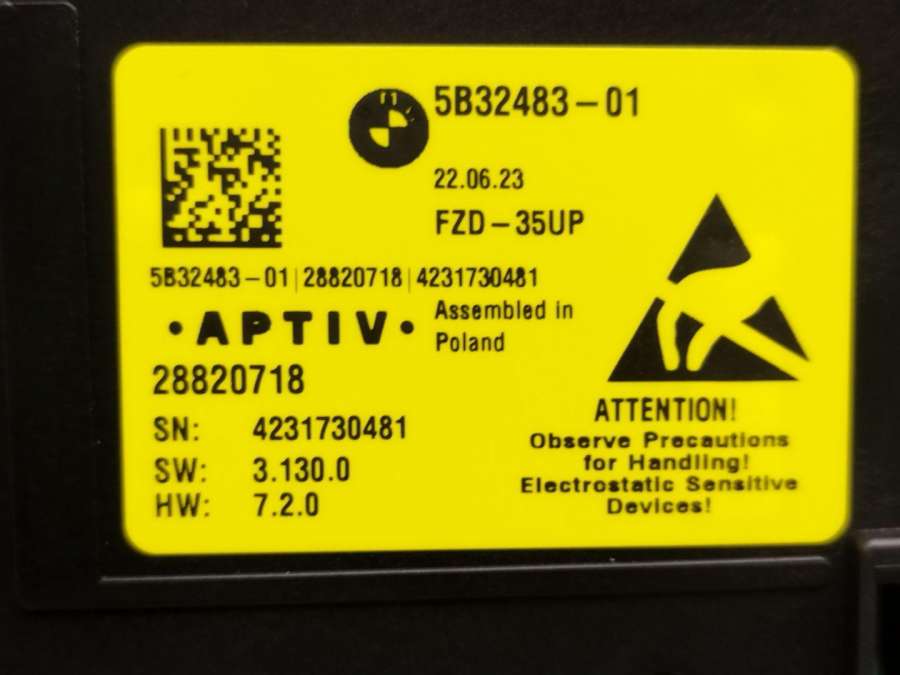 5B32483-01
22.06.23
FZD-35UP
5B32483-01|28820718|4231730481
• APTIV •
Assembled in
Poland
28820718
SN: 4231730481
SW: 3.130.0
HW: 7.2.0
ATTENTION!
Observe Precautions
for Handling!
Electrostatic Sensitive
Devices!